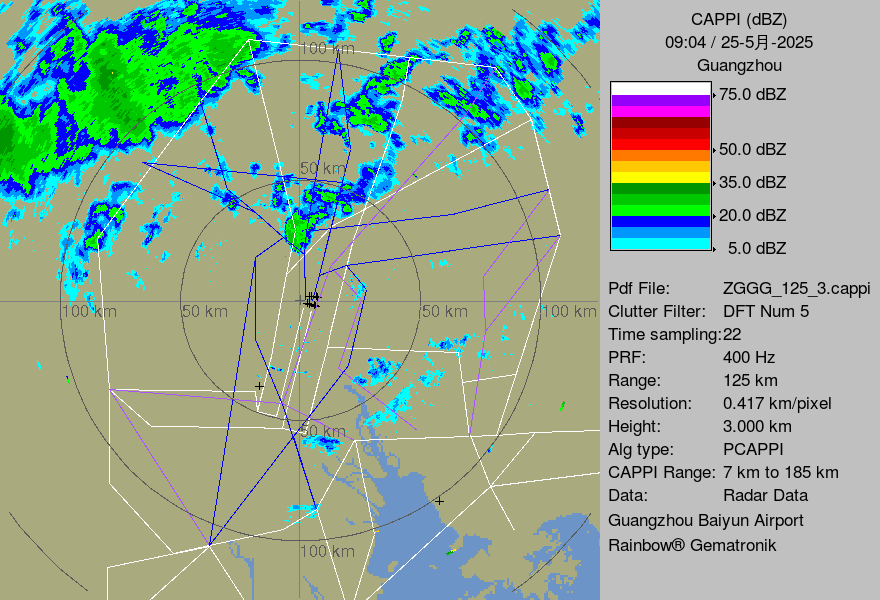 CAPPI (dBZ)
09:04 / 25-5月-2025
Guangzhou
75.0 dBZ
50.0 dBZ
35.0 dBZ
20.0 dBZ
5.0 dBZ
Pdf File: ZGGG_125_3.cappi
Clutter Filter: DFT Num 5
Time sampling:22
PRF: 400 Hz
Range: 125 km
Resolution: 0.417 km/pixel
Height: 3.000 km
Alg type: PCAPPI
CAPPI Range: 7 km to 185 km
Data: Radar Data
Guangzhou Baiyun Airport
Rainbow® Gematronik
100 km
50 km
100 km
50 km
50 km
100 km
50 km
100 km